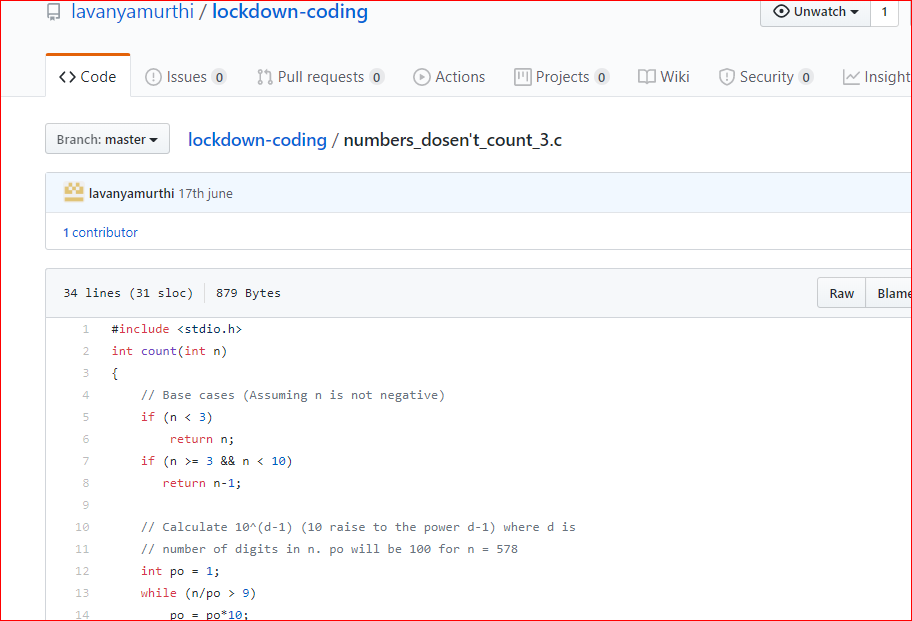 lavanyamurthi / lockdown-coding
Unwatch 1
Code Issues 0 Pull requests 0 Actions Projects 0 Wiki Security 0 Insight
Branch: master lockdown-coding / numbers_dosen't_count_3.c
lavanyamurthi 17th june
1 contributor
34 lines (31 sloc) 879 Bytes Raw Blame
1 #include <stdio.h>
2 int count(int n)
3 {
4 // Base cases (Assuming n is not negative)
5 if (n < 3)
6 return n;
7 if (n >= 3 && n < 10)
8 return n-1;
9
10 // Calculate 10^(d-1) (10 raise to the power d-1) where d is
11 // number of digits in n. po will be 100 for n = 578
12 int po = 1;
13 while (n/po > 9)
14 po = po*10;